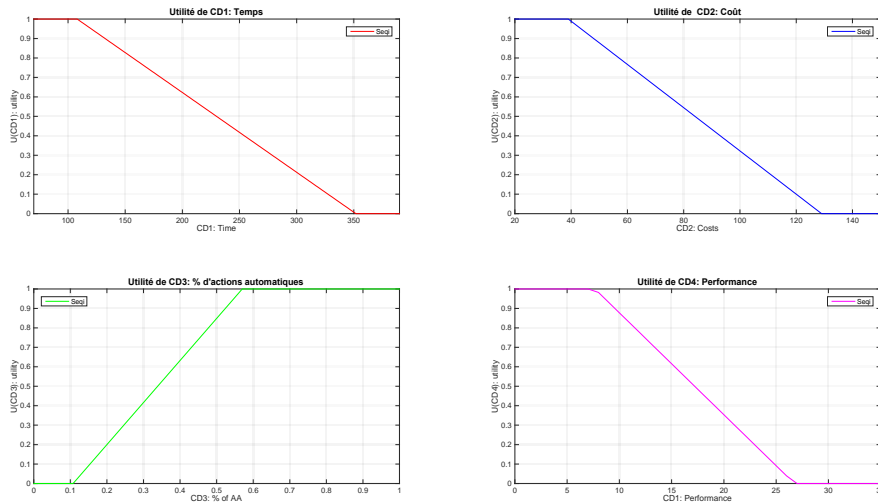 Utilité de CD1: Temps
Seqi
U(CD1): utility
1
0.9
0.8
0.7
0.6
0.5
0.4
0.3
0.2
0.1
0
100 150 200 250 300 350
CD1: Time
Utilité de CD2: Coût
Seqi
U(CD2): utility
1
0.9
0.8
0.7
0.6
0.5
0.4
0.3
0.2
0.1
0
20 40 60 80 100 120 140
CD2: Costs
Utilité de CD3: % d'actions automatiques
Seqi
U(CD3): utility
1
0.9
0.8
0.7
0.6
0.5
0.4
0.3
0.2
0.1
0
0 0.1 0.2 0.3 0.4 0.5 0.6 0.7 0.8 0.9 1
CD3: % of AA
Utilité de CD4: Performance
Seqi
U(CD4): utility
1
0.9
0.8
0.7
0.6
0.5
0.4
0.3
0.2
0.1
0
0 5 10 15 20 25 30
CD1: Performance